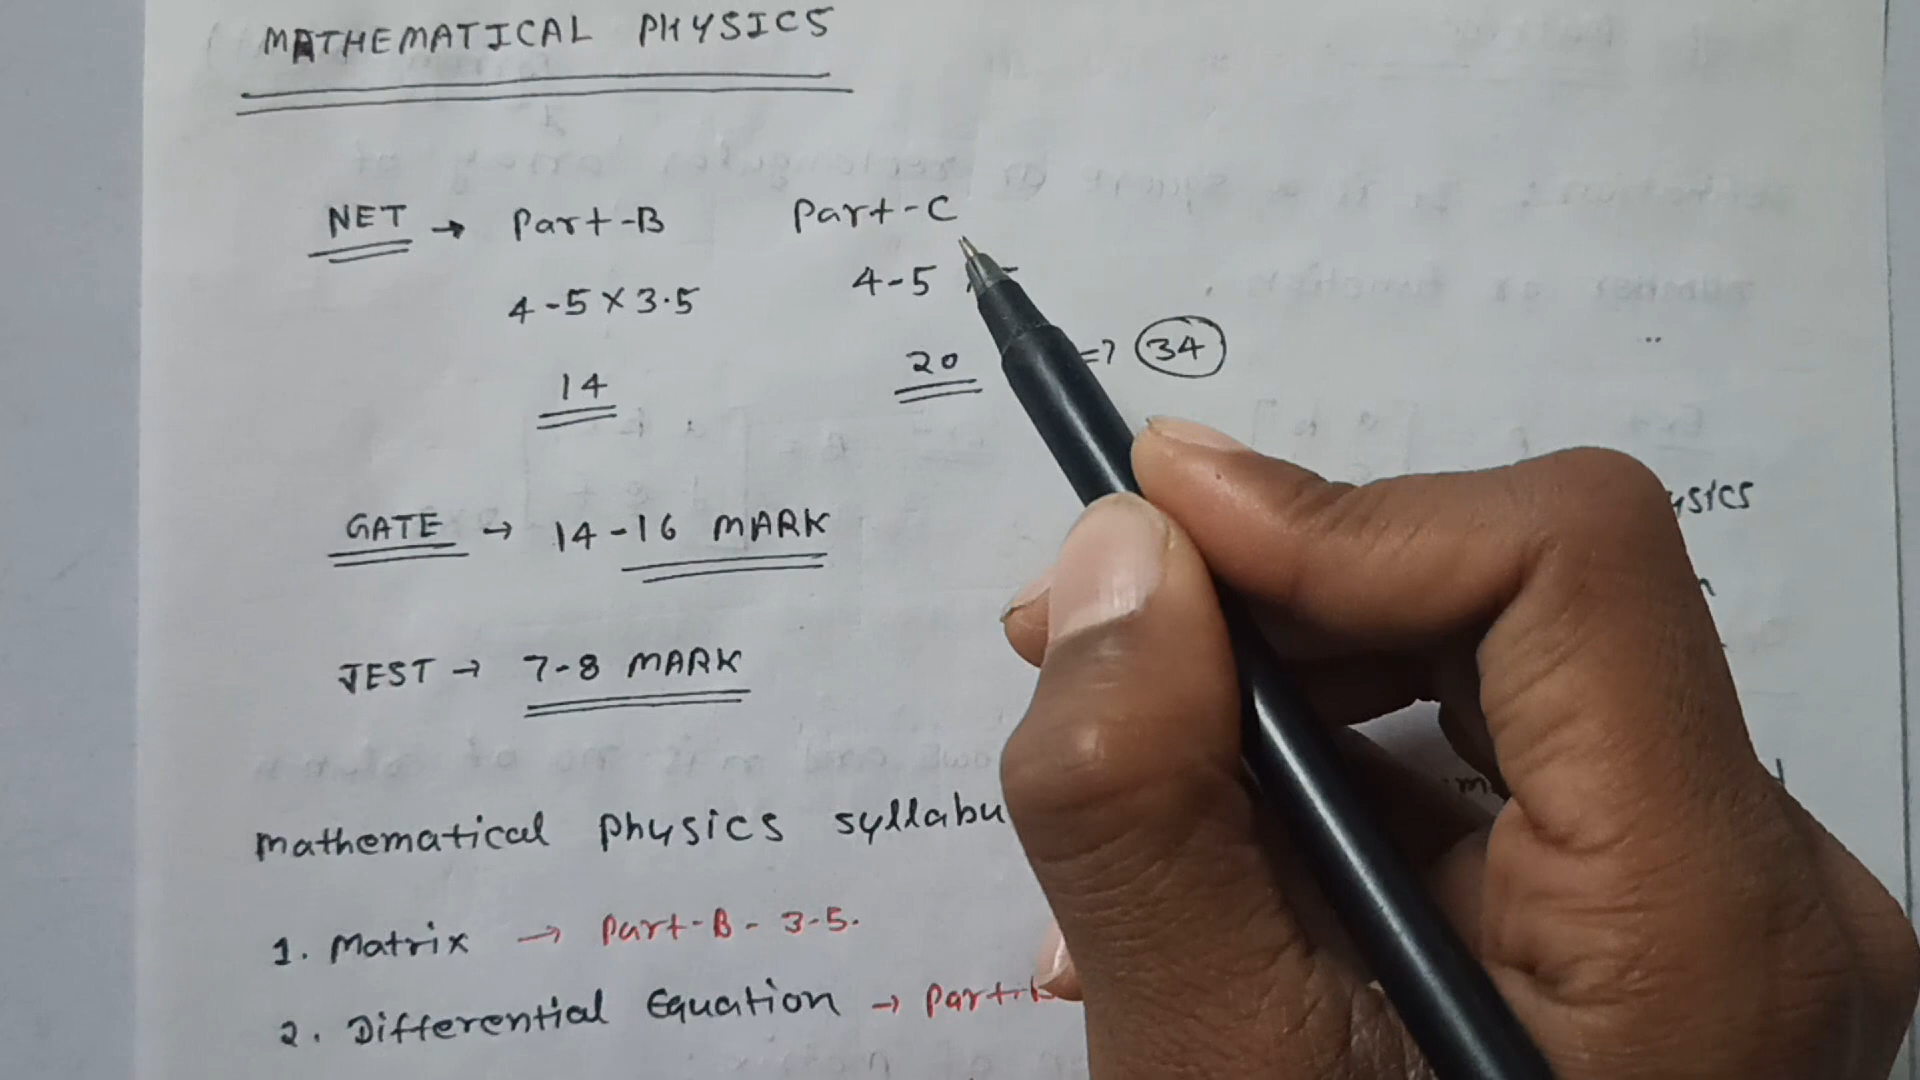 MATHEMATICAL PHYSICS
NET → Part-B Part-C
4-5 × 3.5 4-5
14 20 => 34
GATE → 14-16 MARK
JEST → 7-8 MARK
mathematical physics syllabu
1. Matrix → Part-B - 3-5.
2. Differential Equation → Part-B